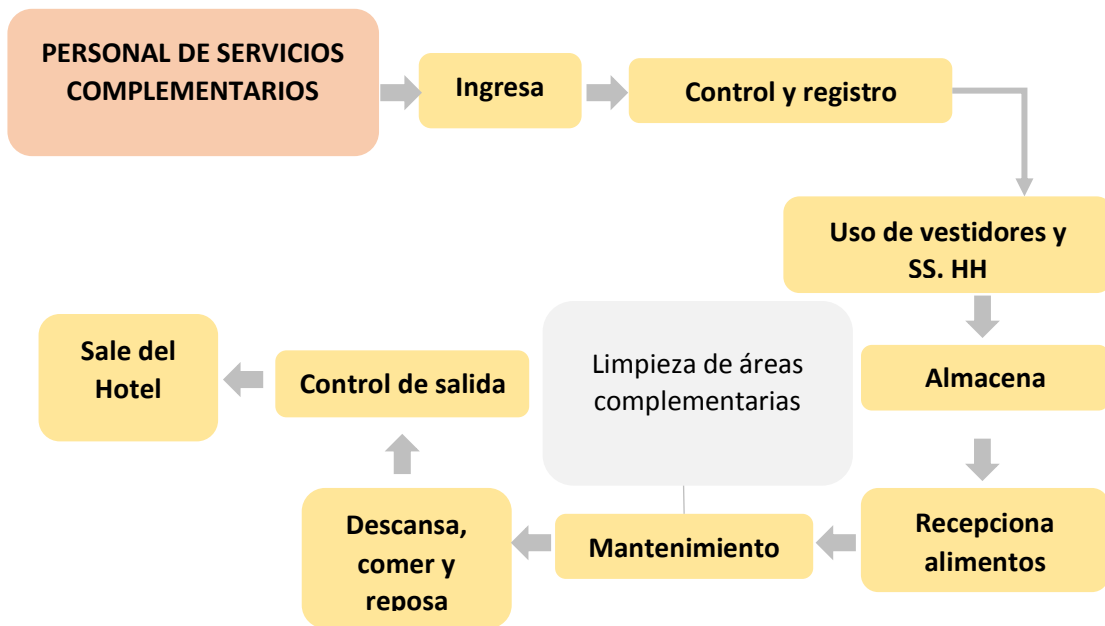 PERSONAL DE SERVICIOS
COMPLEMENTARIOS
Ingresa
Control y registro
Uso de vestidores y
SS. HH
Almacena
Recepciona
alimentos
Mantenimiento
Limpieza de áreas
complementarias
Descansa,
comer y
reposa
Control de salida
Sale del
Hotel